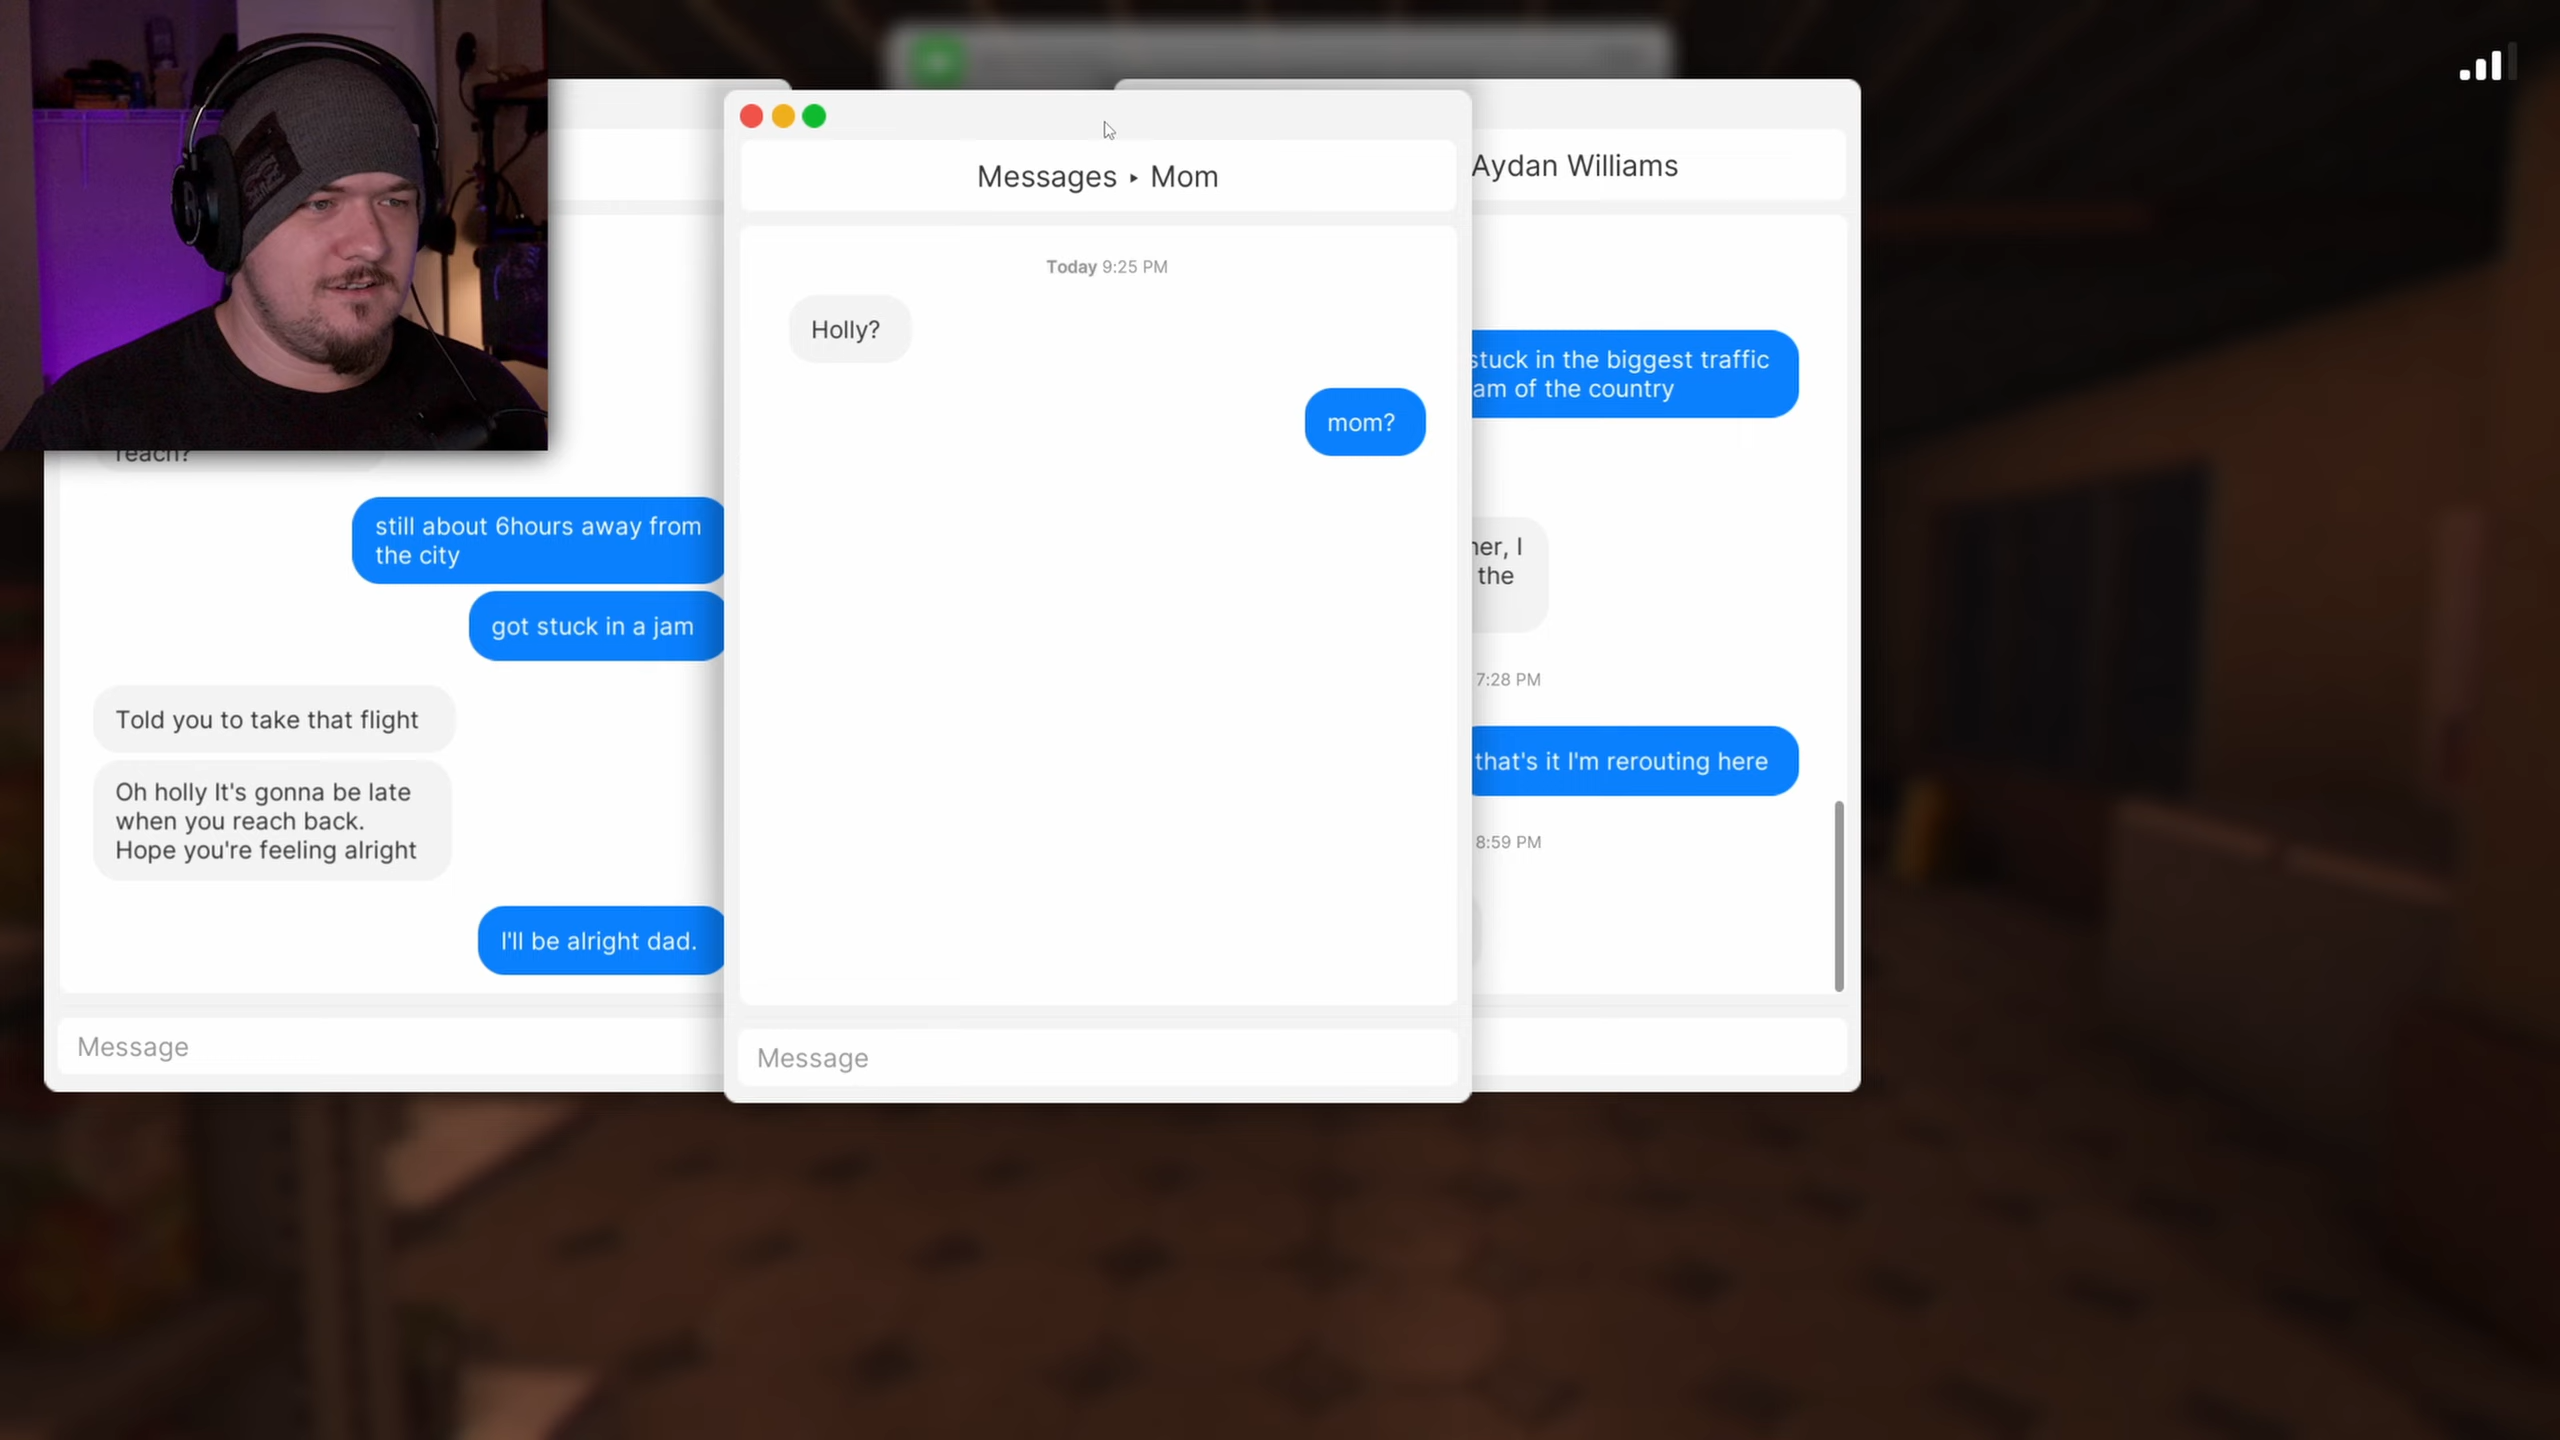 reach?
still about 6hours away from
the city
got stuck in a jam
Told you to take that flight
Oh holly It's gonna be late
when you reach back.
Hope you're feeling alright
I'll be alright dad.
Message
Messages ▸ Mom
Today 9:25 PM
Holly?
mom?
Message
Aydan Williams
stuck in the biggest traffic
am of the country
her, I
the
7:28 PM
that's it I'm rerouting here
8:59 PM